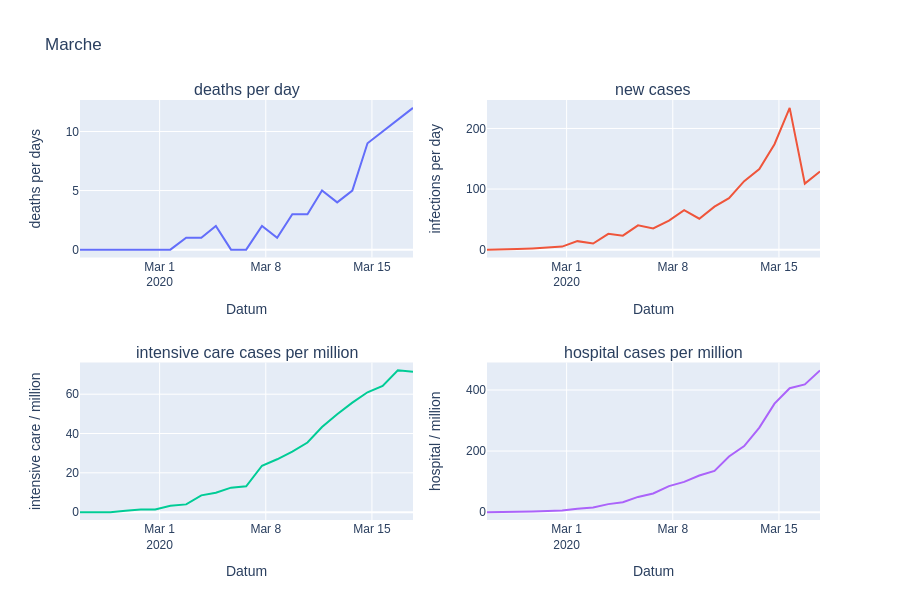 Marche
deaths per day
deaths per days
10
5
0
Mar 1
2020
Mar 8
Mar 15
Datum
new cases
infections per day
200
100
0
Mar 1
2020
Mar 8
Mar 15
Datum
intensive care cases per million
intensive care / million
60
40
20
0
Mar 1
2020
Mar 8
Mar 15
Datum
hospital cases per million
hospital / million
400
200
0
Mar 1
2020
Mar 8
Mar 15
Datum